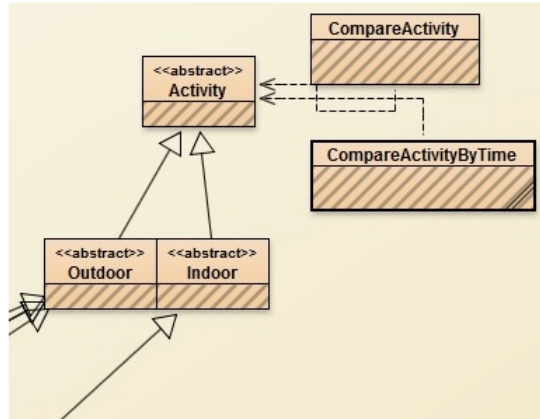 CompareActivity
<<abstract>>
Activity
CompareActivityByTime
<<abstract>>
Outdoor
<<abstract>>
Indoor